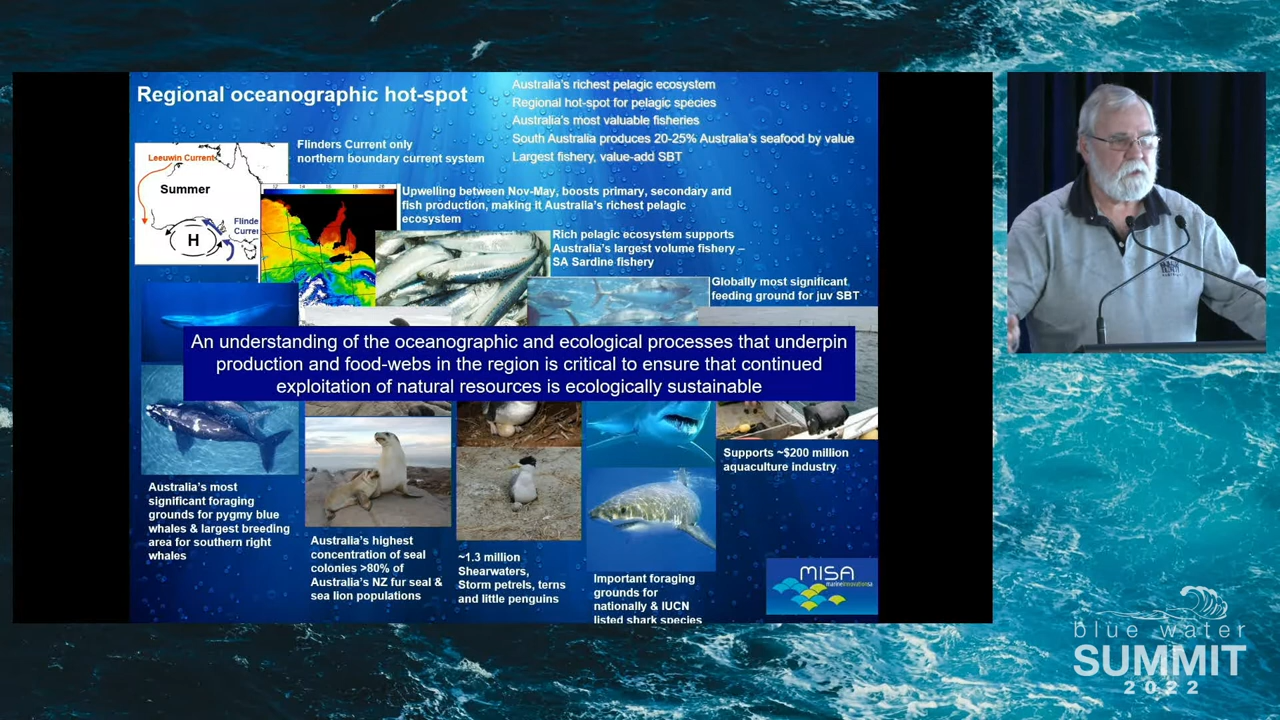 Regional oceanographic hot-spot
Australia's richest pelagic ecosystem
Regional hot-spot for pelagic species
Australia's most valuable fisheries
South Australia produces 20-25% Australia's seafood by value
Largest fishery, value-add SBT
Flinders Current only
northern boundary current system
Leeuwin Current
Summer
H
Upwelling between Nov-May, boosts primary, secondary and
fish production, making it Australia's richest pelagic
ecosystem
Rich pelagic ecosystem supports
Australia's largest volume fishery –
SA Sardine fishery
Globally most significant
feeding ground for juv SBT
An understanding of the oceanographic and ecological processes that underpin
production and food-webs in the region is critical to ensure that continued
exploitation of natural resources is ecologically sustainable
Supports ~$200 million
aquaculture industry
Australia's most
significant foraging
grounds for pygmy blue
whales & largest breeding
area for southern right
whales
Australia's highest
concentration of seal
colonies >80% of
Australia's NZ fur seal &
sea lion populations
~1.3 million
Shearwaters,
Storm petrels, terns
and little penguins
Important foraging
grounds for
nationally & IUCN
listed shark species
MISA
marineinnovationsa
blue water
SUMMIT
2022